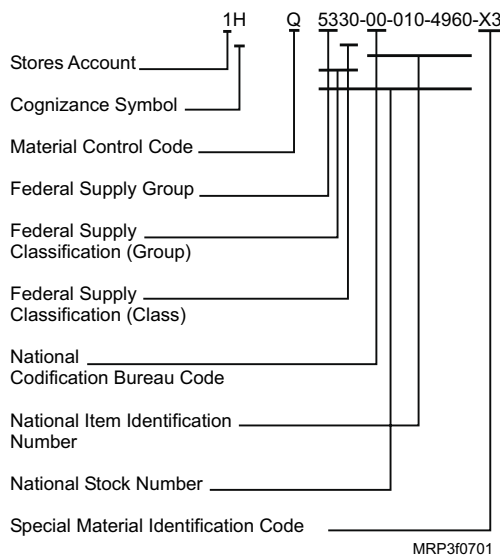 1H Q 5330-00-010-4960-X3
Stores Account
Cognizance Symbol
Material Control Code
Federal Supply Group
Federal Supply
Classification (Group)
Federal Supply
Classification (Class)
National
Codification Bureau Code
National Item Identification
Number
National Stock Number
Special Material Identification Code
MRP3f0701